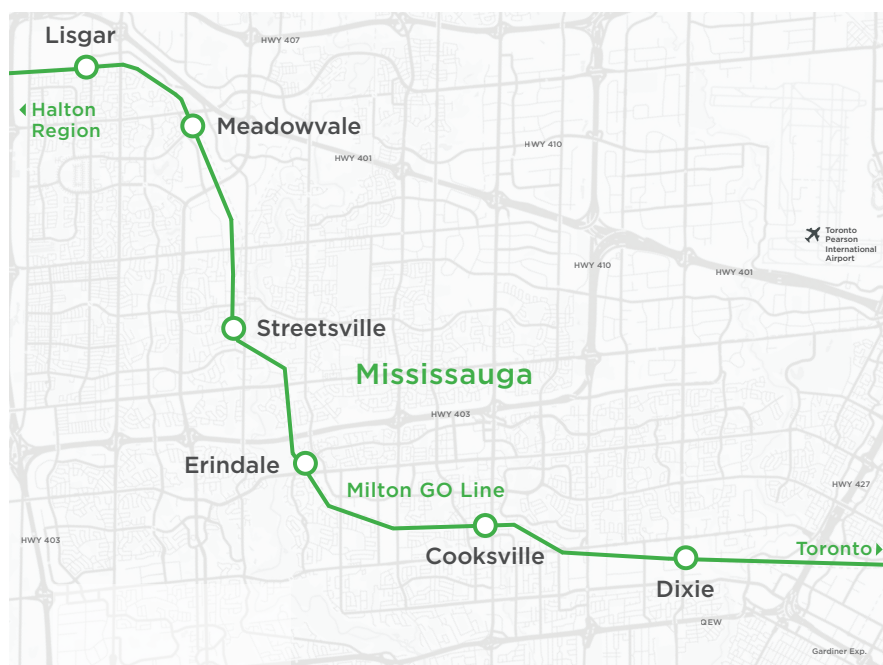 Lisgar
HWY 407
Halton
Region
Meadowvale
HWY 410
HWY 401
Toronto
Pearson
International
Airport
HWY 410
HWY 401
Streetsville
Mississauga
HWY 403
Erindale
Milton GO Line
HWY 427
HWY 403
Cooksville
Toronto
Dixie
QEW
Gardiner Exp.